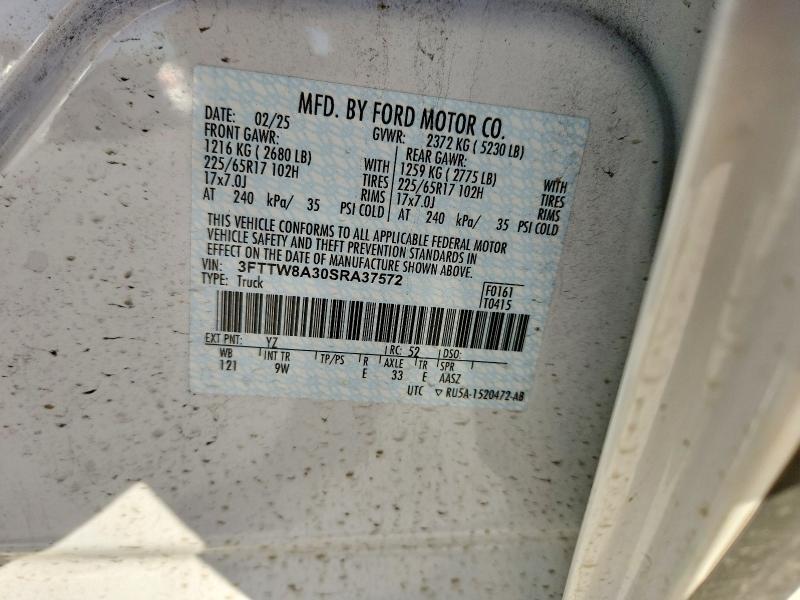 MFD. BY FORD MOTOR CO.
DATE: 02/25 GVWR: 2372 KG ( 5230 LB)
FRONT GAWR: REAR GAWR:
1216 KG ( 2680 LB) WITH 1259 KG ( 2775 LB) WITH
225/65R17 102H TIRES 225/65R17 102H TIRES
17x7.0J RIMS 17x7.0J RIMS
AT 240 kPa/ 35 PSI COLD AT 240 kPa/ 35 PSI COLD
THIS VEHICLE CONFORMS TO ALL APPLICABLE FEDERAL MOTOR
VEHICLE SAFETY AND THEFT PREVENTION STANDARDS IN
EFFECT ON THE DATE OF MANUFACTURE SHOWN ABOVE.
VIN: 3FTTW8A30SRA37572
TYPE: Truck
F0161
T0415
EXT PNT: YZ RC: 52 DSO:
WB INT TR TP/PS R AXLE TR SPR
121 9W E 33 E AASZ
UTC ▽ RU5A-1520472-AB